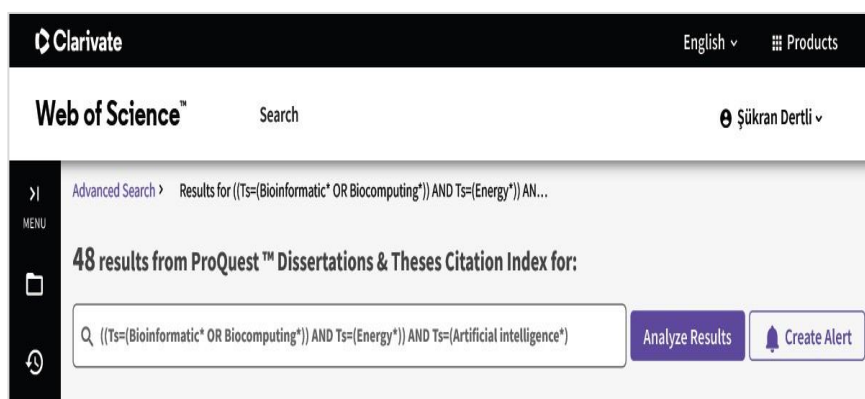 Clarivate
English
Products
Web of Science™
Search
Şükran Dertli
MENU
Advanced Search > Results for ((Ts=(Bioinformatic* OR Biocomputing*)) AND Ts=(Energy*)) AN...
48 results from ProQuest ™ Dissertations & Theses Citation Index for:
((Ts=(Bioinformatic* OR Biocomputing*)) AND Ts=(Energy*)) AND Ts=(Artificial intelligence*)
Analyze Results
Create Alert